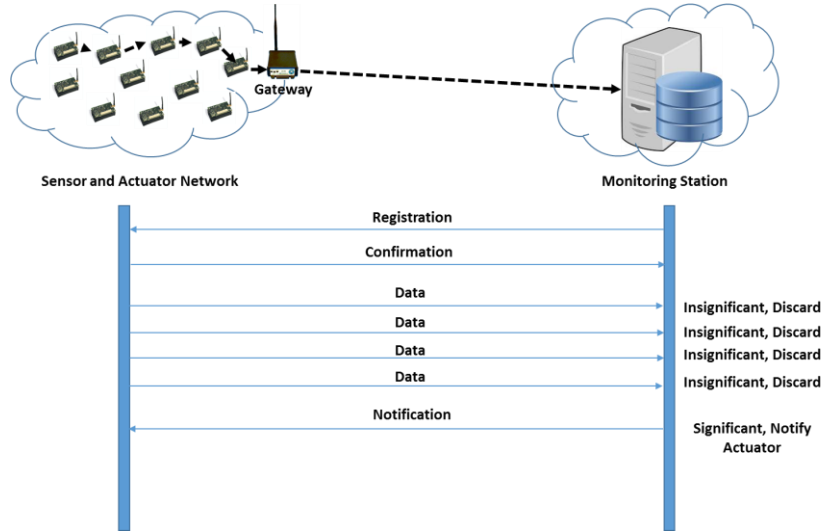 Gateway
Sensor and Actuator Network
Monitoring Station
Registration
Confirmation
Data
Insignificant, Discard
Data
Insignificant, Discard
Data
Insignificant, Discard
Data
Insignificant, Discard
Notification
Significant, Notify
Actuator